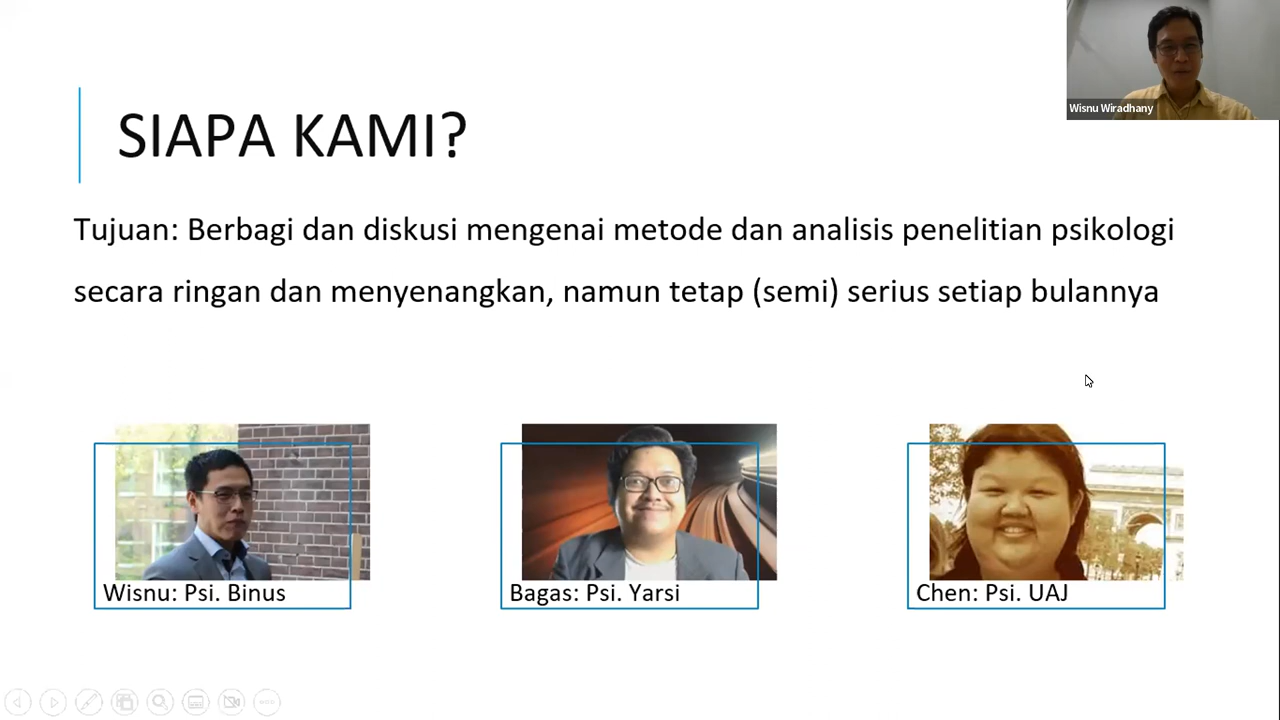 Wisnu Wiradhany
SIAPA KAMI?
Tujuan: Berbagi dan diskusi mengenai metode dan analisis penelitian psikologi
secara ringan dan menyenangkan, namun tetap (semi) serius setiap bulannya
Wisnu: Psi. Binus
Bagas: Psi. Yarsi
Chen: Psi. UAJ